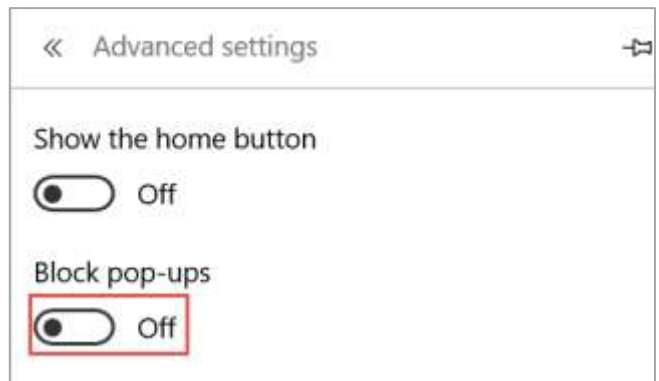 « Advanced settings
Show the home button
Off
Block pop-ups
Off